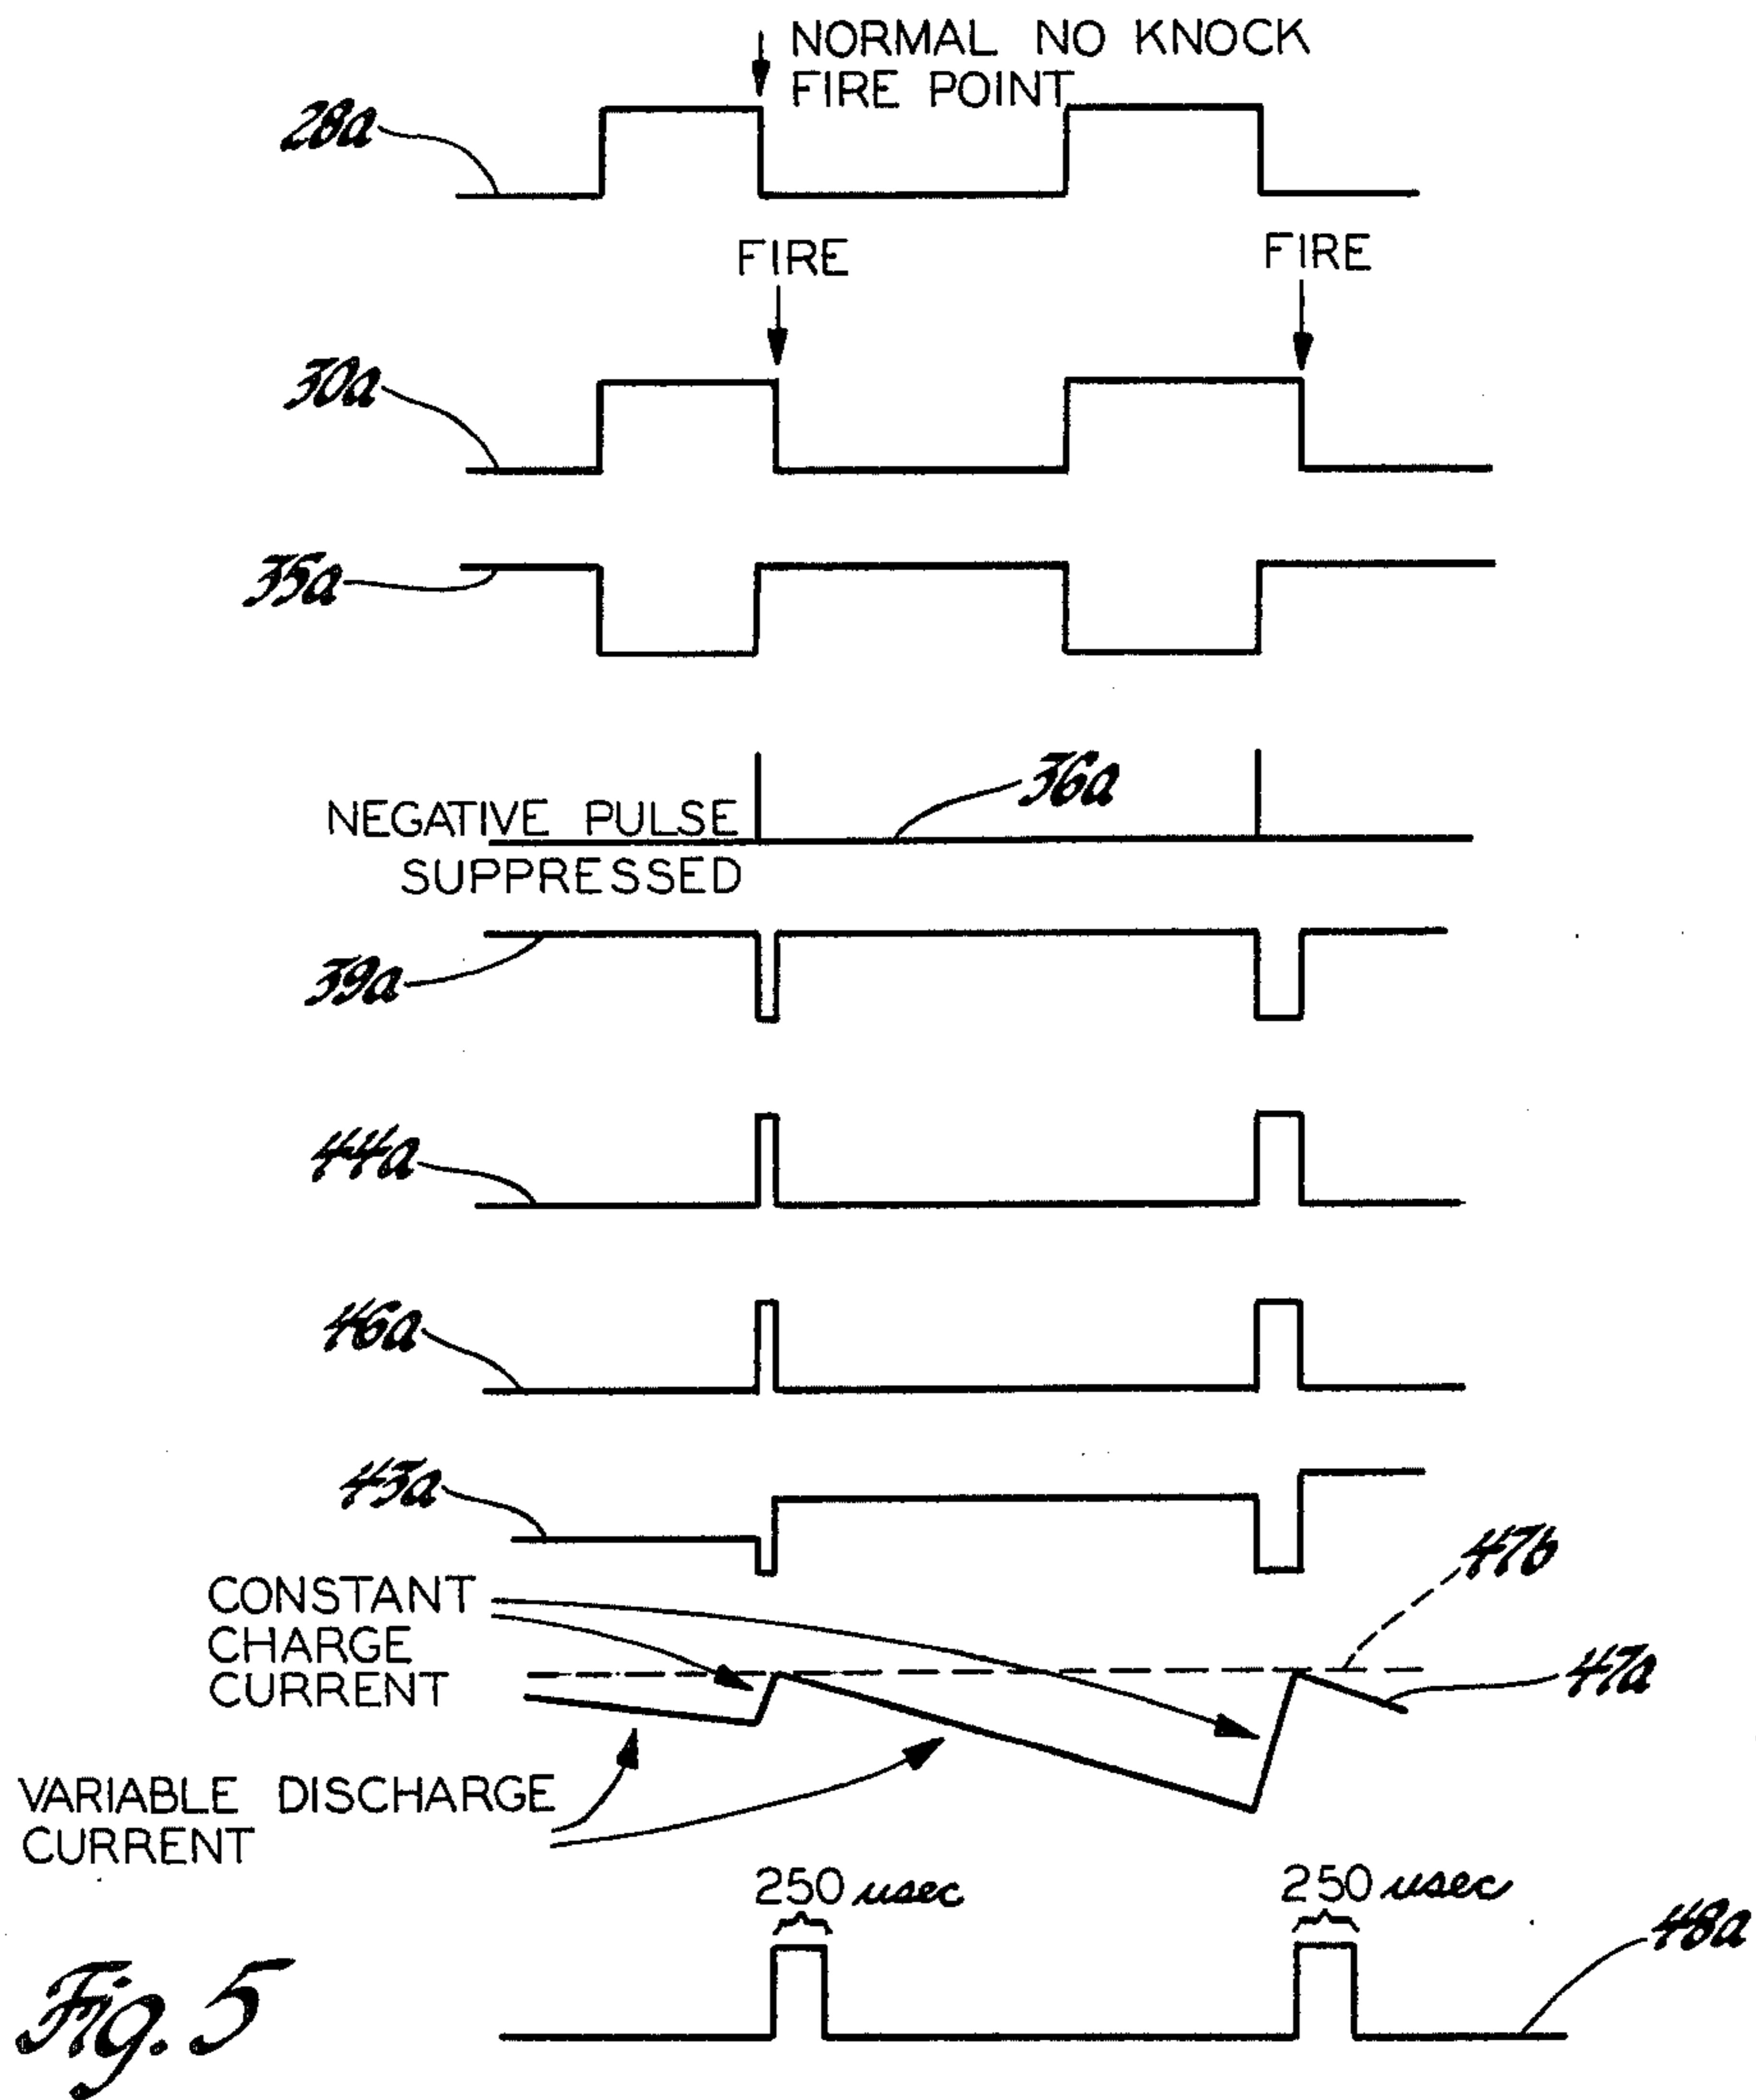 NORMAL NO KNOCK
FIRE POINT
28a
FIRE
FIRE
30a
35a
36a
NEGATIVE PULSE
SUPPRESSED
39a
44a
46a
43a
47b
CONSTANT
CHARGE
CURRENT
47a
VARIABLE DISCHARGE
CURRENT
250 usec
250 usec
48a
Fig. 5